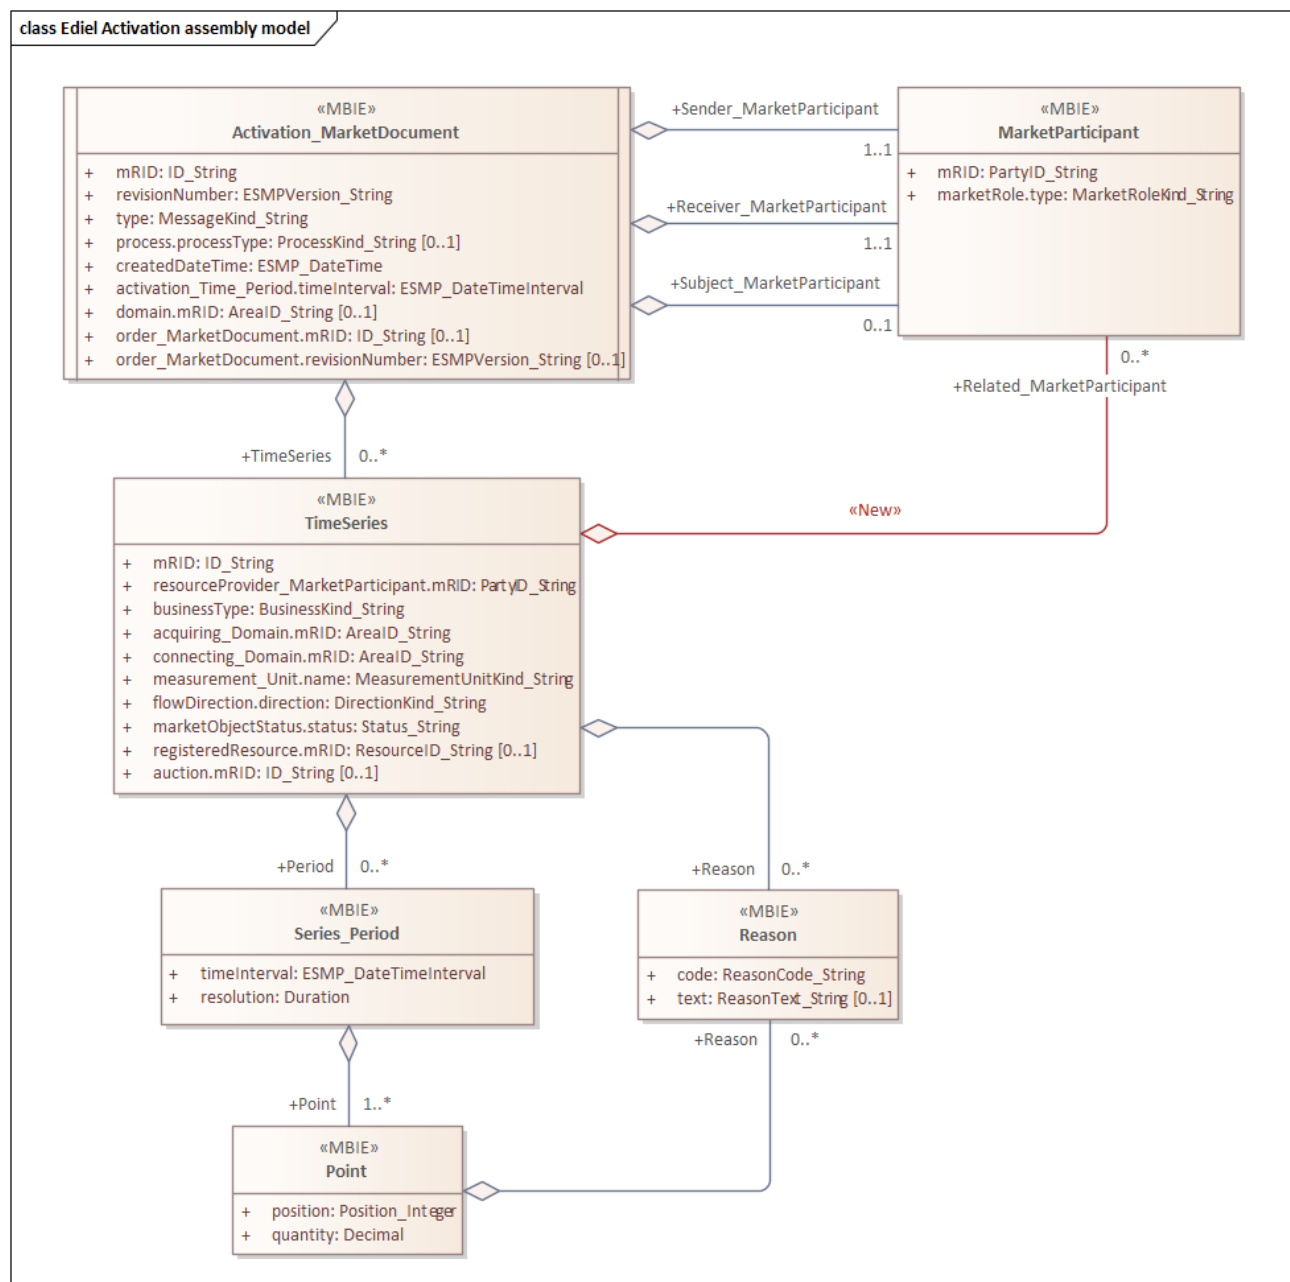 class Ediel Activation assembly model
«MBIE»
Activation_MarketDocument
+ mRID: ID_String
+ revisionNumber: ESMPVersion_String
+ type: MessageKind_String
+ process.processType: ProcessKind_String [0..1]
+ createdDateTime: ESMP_DateTime
+ activation_Time_Period.timeInterval: ESMP_DateTimeInterval
+ domain.mRID: AreaID_String [0..1]
+ order_MarketDocument.mRID: ID_String [0..1]
+ order_MarketDocument.revisionNumber: ESMPVersion_String [0..1]
+Sender_MarketParticipant
1..1
+Receiver_MarketParticipant
1..1
+Subject_MarketParticipant
0..1
«MBIE»
MarketParticipant
+ mRID: PartyID_String
+ marketRole.type: MarketRoleKind_String
0..*
+Related_MarketParticipant
«New»
+TimeSeries 0..*
«MBIE»
TimeSeries
+ mRID: ID_String
+ resourceProvider_MarketParticipant.mRID: PartyID_String
+ businessType: BusinessKind_String
+ acquiring_Domain.mRID: AreaID_String
+ connecting_Domain.mRID: AreaID_String
+ measurement_Unit.name: MeasurementUnitKind_String
+ flowDirection.direction: DirectionKind_String
+ marketObjectStatus.status: Status_String
+ registeredResource.mRID: ResourceID_String [0..1]
+ auction.mRID: ID_String [0..1]
+Period 0..*
«MBIE»
Series_Period
+ timeInterval: ESMP_DateTimeInterval
+ resolution: Duration
+Reason 0..*
«MBIE»
Reason
+ code: ReasonCode_String
+ text: ReasonText_String [0..1]
+Reason 0..*
+Point 1..*
«MBIE»
Point
+ position: Position_Integer
+ quantity: Decimal